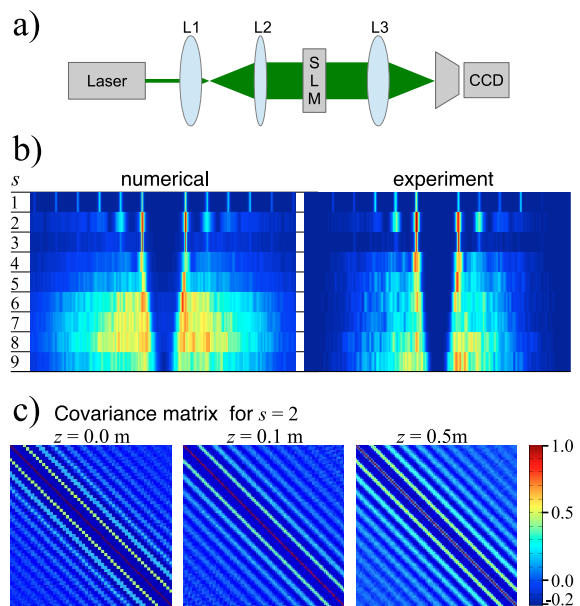 a)
L1 L2 L3
Laser
S
L
M
CCD
b)
s numerical experiment
1
2
3
4
5
6
7
8
9
c) Covariance matrix for s = 2
z = 0.0 m z = 0.1 m z = 0.5m
1.0
0.5
0.0
-0.2